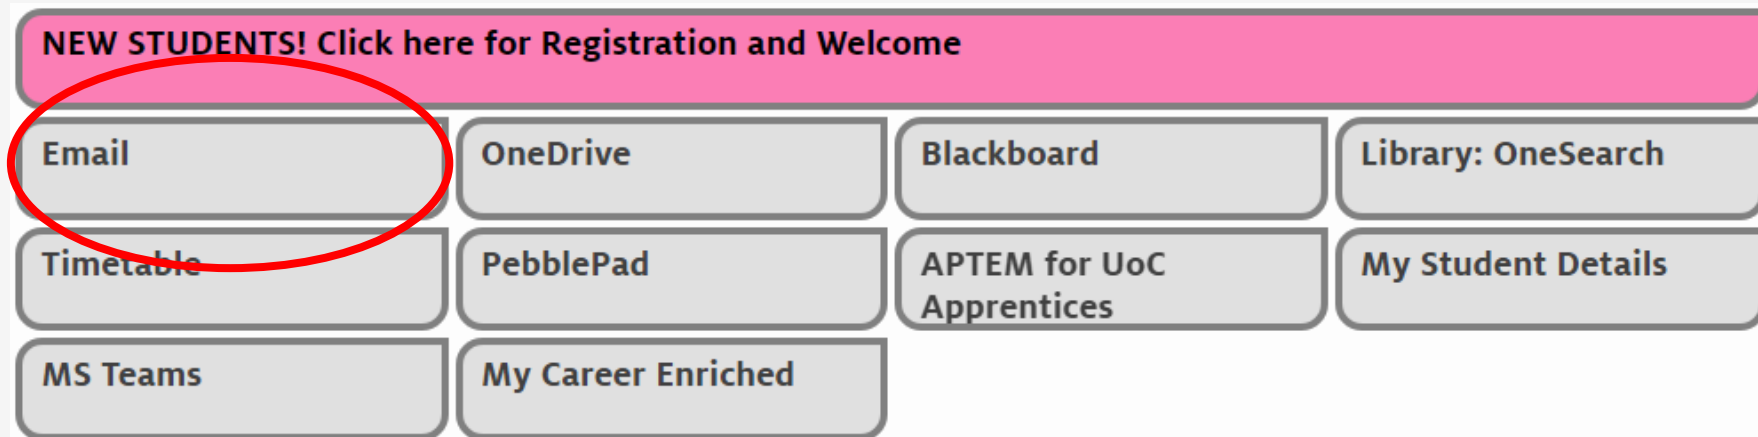 NEW STUDENTS! Click here for Registration and Welcome
Email
OneDrive
Blackboard
Library: OneSearch
Timetable
PebblePad
APTEM for UoC
Apprentices
My Student Details
MS Teams
My Career Enriched